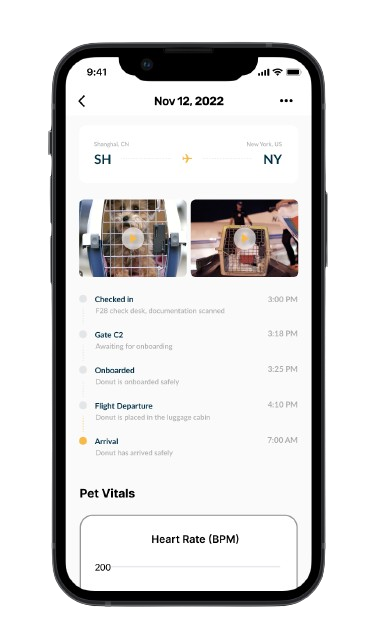 9:41
Nov 12, 2022
Shanghai, CN
New York, US
SH
NY
Checked in
3:00 PM
F28 check desk, documentation scanned
Gate C2
3:18 PM
Awaiting for onboarding
Onboarded
3:25 PM
Donut is onboarded safely
Flight Departure
4:10 PM
Donut is placed in the luggage cabin
Arrival
7:00 AM
Donut has arrived safely
Pet Vitals
Heart Rate (BPM)
200